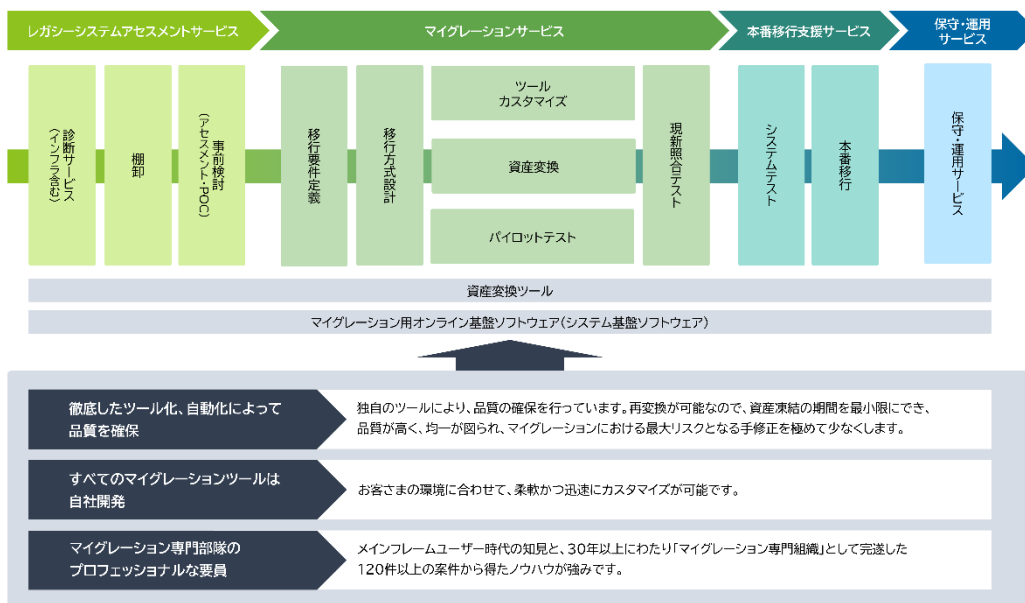 レガシーシステムアセスメントサービス
マイグレーションサービス
本番移行支援サービス
保守・運用
サービス
診断サービス
(インフラ含む)
棚卸
事前検討
(アセスメント・POC)
移行要件定義
移行方式設計
ツール
カスタマイズ
資産変換
パイロットテスト
現新照合テスト
システムテスト
本番移行
保守・運用サービス
資産変換ツール
マイグレーション用オンライン基盤ソフトウェア(システム基盤ソフトウェア)
徹底したツール化、自動化によって
品質を確保
独自のツールにより、品質の確保を行っています。再変換が可能なので、資産凍結の期間を最小限にでき、
品質が高く、均一が図られ、マイグレーションにおける最大リスクとなる手修正を極めて少なくします。
すべてのマイグレーションツールは
自社開発
お客さまの環境に合わせて、柔軟かつ迅速にカスタマイズが可能です。
マイグレーション専門部隊の
プロフェッショナルな要員
メインフレームユーザー時代の知見と、30年以上にわたり「マイグレーション専門組織」として完遂した
120件以上の案件から得たノウハウが強みです。